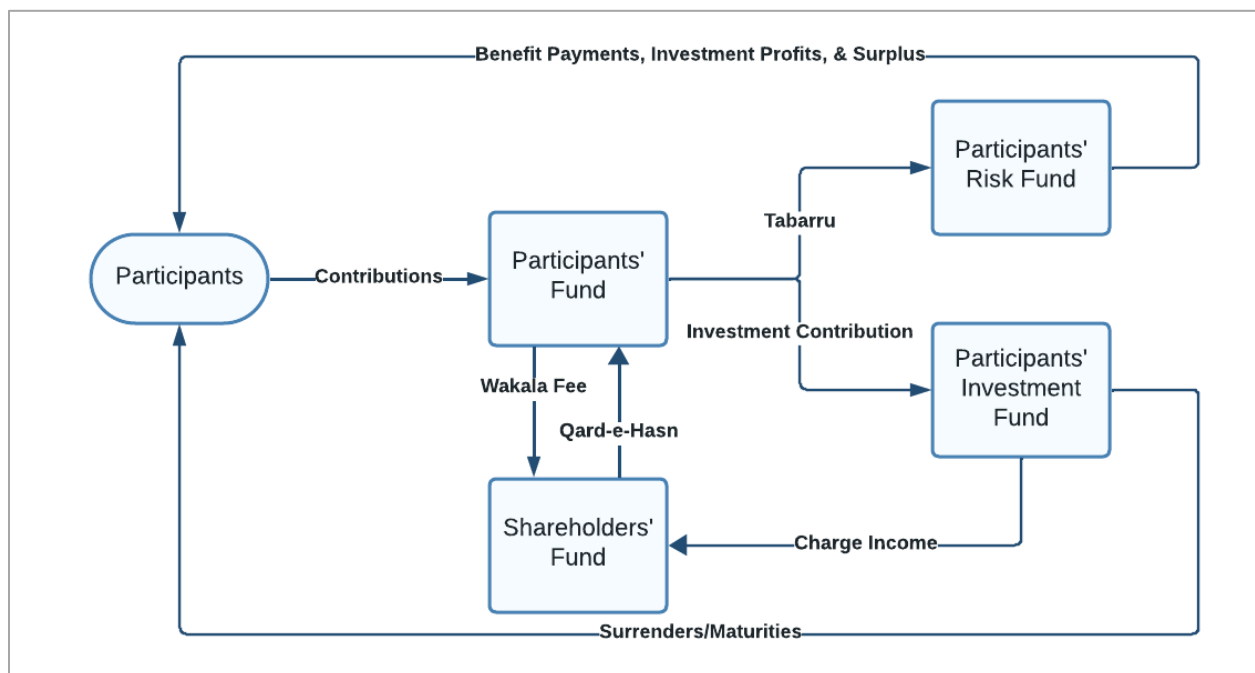 Benefit Payments, Investment Profits, & Surplus
Participants'
Risk Fund
Tabarru
Participants
Contributions
Participants'
Fund
Investment Contribution
Participants'
Investment
Fund
Wakala Fee
Qard-e-Hasn
Shareholders'
Fund
Charge Income
Surrenders/Maturities